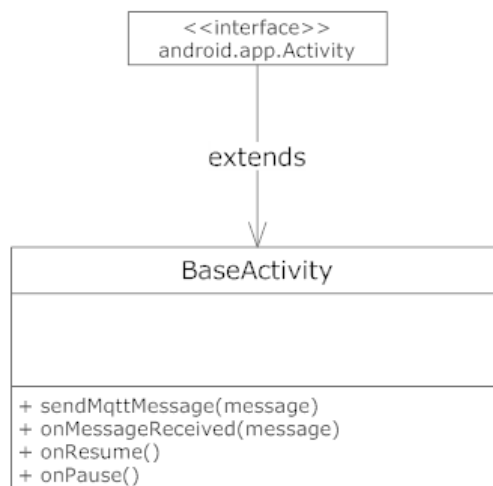 <<interface>>
android.app.Activity
extends
BaseActivity
+ sendMqttMessage(message)
+ onMessageReceived(message)
+ onResume()
+ onPause()